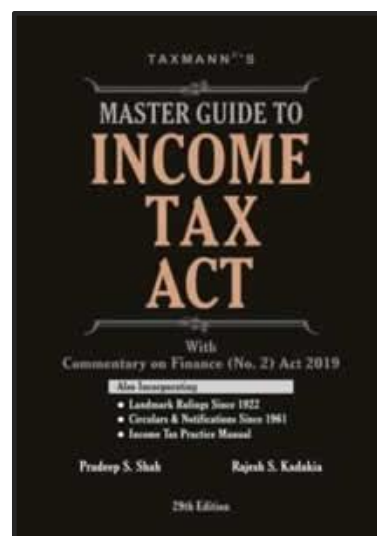 TAXMANN®'S
MASTER GUIDE TO
INCOME
TAX
ACT
With
Commentary on Finance (No. 2) Act 2019
Also Incorporating
● Landmark Rulings Since 1922
● Circulars & Notifications Since 1961
● Income Tax Practice Manual
Pradeep S. Shah Rajesh S. Kadakia
29th Edition